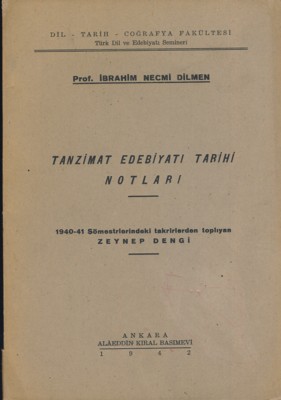 DİL - TARİH - COĞRAFYA FAKÜLTESİ
Türk Dil ve Edebiyatı Semineri
Prof. İBRAHİM NECMİ DİLMEN
TANZİMAT EDEBİYATI TARİHİ
NOTLARI
1940-41 Sömestrlerindeki takrirlerden toplıyan
ZEYNEP DENGİ
ANKARA
ALÂEDDİN KIRAL BASIMEVİ
1942